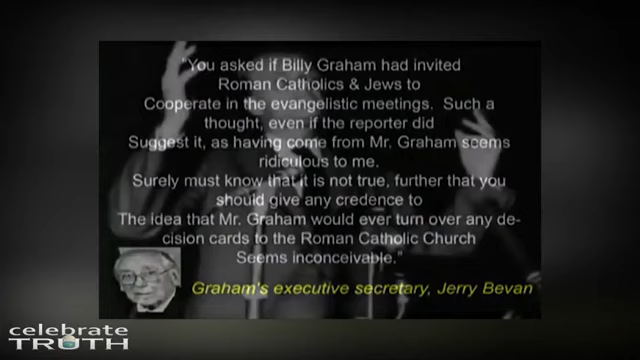 "You asked if Billy Graham had invited
Roman Catholics & Jews to
Cooperate in the evangelistic meetings. Such a
thought, even if the reporter did
Suggest it, as having come from Mr. Graham seems
ridiculous to me.
Surely must know that it is not true, further that you
should give any credence to
The idea that Mr. Graham would ever turn over any de-
cision cards to the Roman Catholic Church
Seems inconceivable."
Graham's executive secretary, Jerry Bevan
celebrate
TRUTH